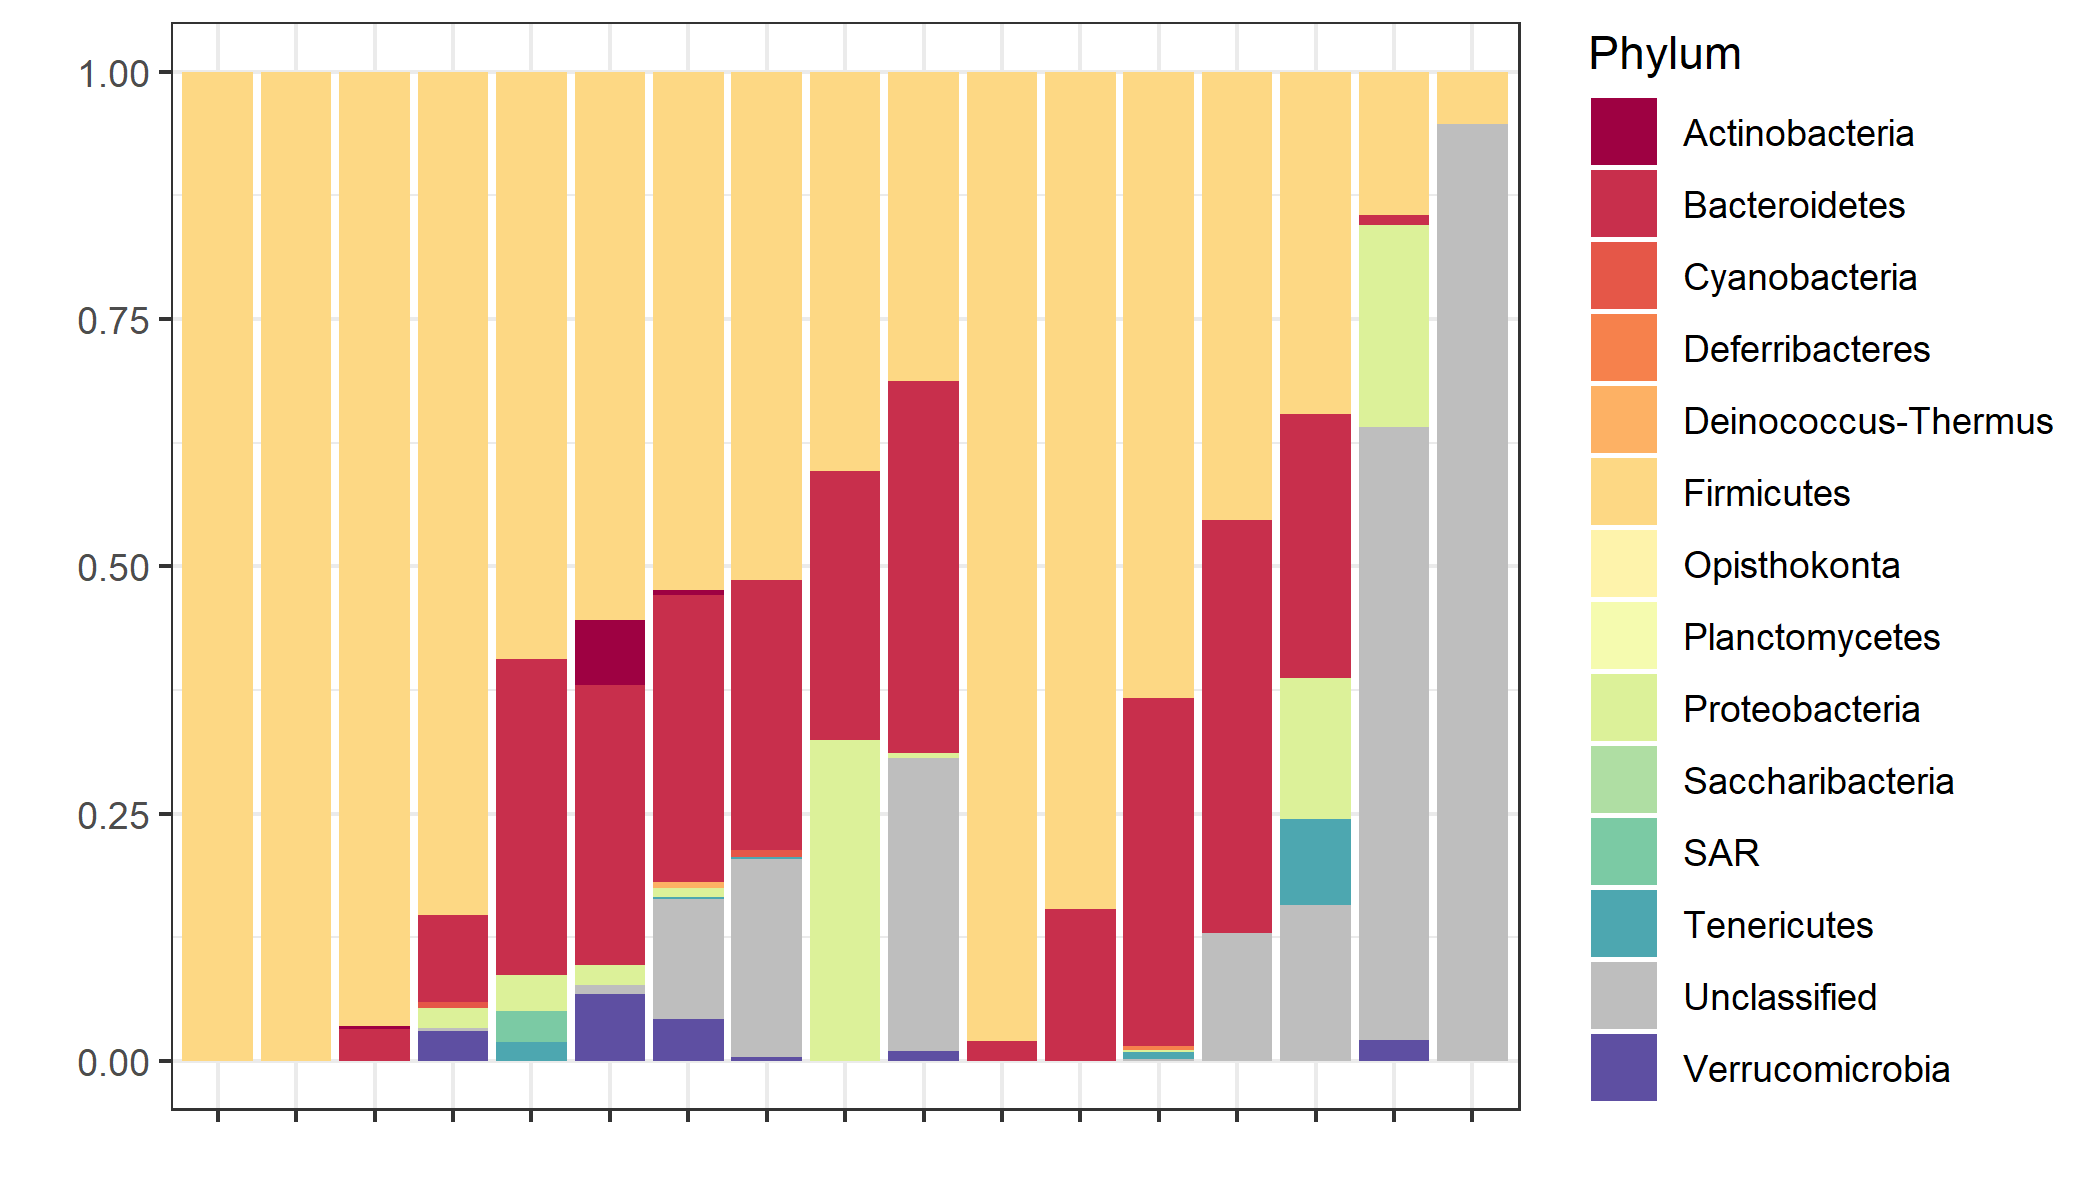 1.00
0.75
0.50
0.25
0.00
Phylum
Actinobacteria
Bacteroidetes
Cyanobacteria
Deferribacteres
Deinococcus-Thermus
Firmicutes
Opisthokonta
Planctomycetes
Proteobacteria
Saccharibacteria
SAR
Tenericutes
Unclassified
Verrucomicrobia